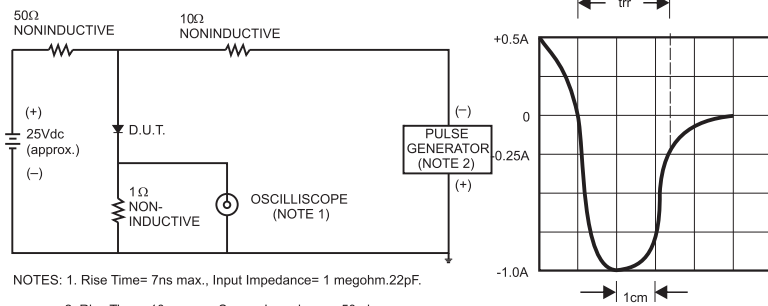 50Ω
NONINDUCTIVE
10Ω
NONINDUCTIVE
trr
+0.5A
(+)
25Vdc
(approx.)
(–)
D.U.T.
(–)
PULSE
GENERATOR
(NOTE 2)
(+)
0
-0.25A
1Ω
NON-
INDUCTIVE
OSCILLISCOPE
(NOTE 1)
-1.0A
1cm
NOTES: 1. Rise Time= 7ns max., Input Impedance= 1 megohm.22pF.